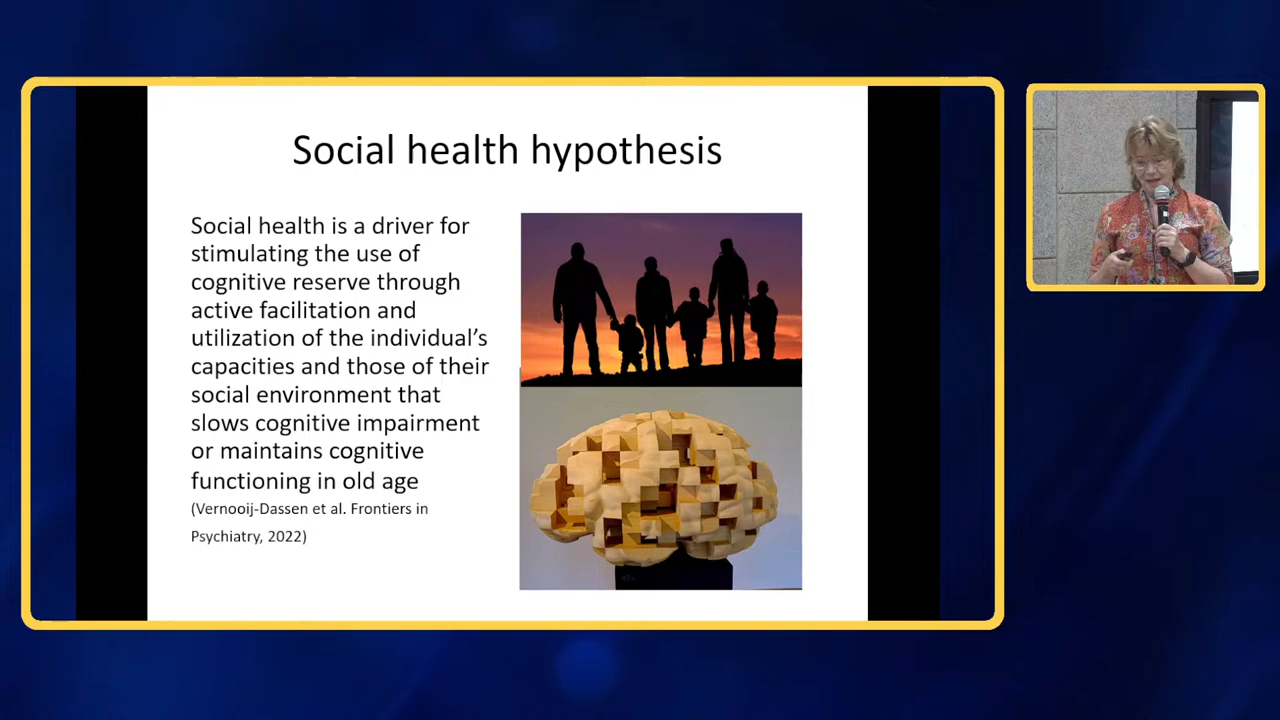 Social health hypothesis
Social health is a driver for
stimulating the use of
cognitive reserve through
active facilitation and
utilization of the individual’s
capacities and those of their
social environment that
slows cognitive impairment
or maintains cognitive
functioning in old age
(Vernooij-Dassen et al. Frontiers in
Psychiatry, 2022)